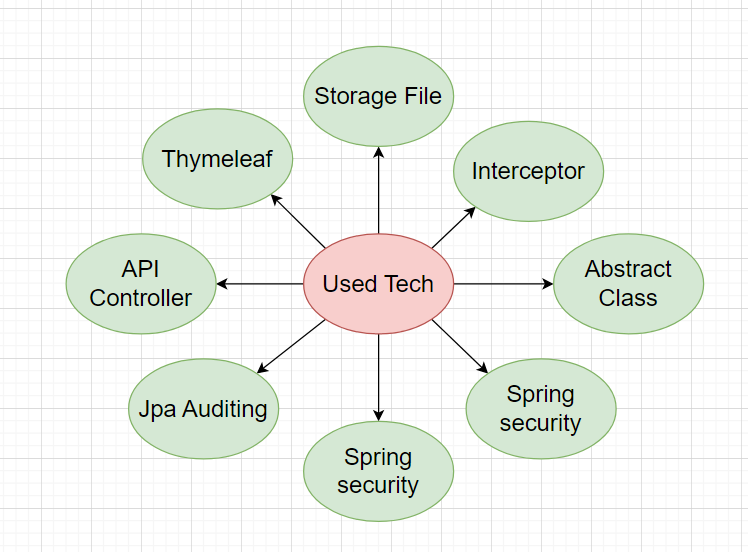 Storage File
Thymeleaf
Interceptor
API
Controller
Used Tech
Abstract
Class
Jpa Auditing
Spring
security
Spring
security